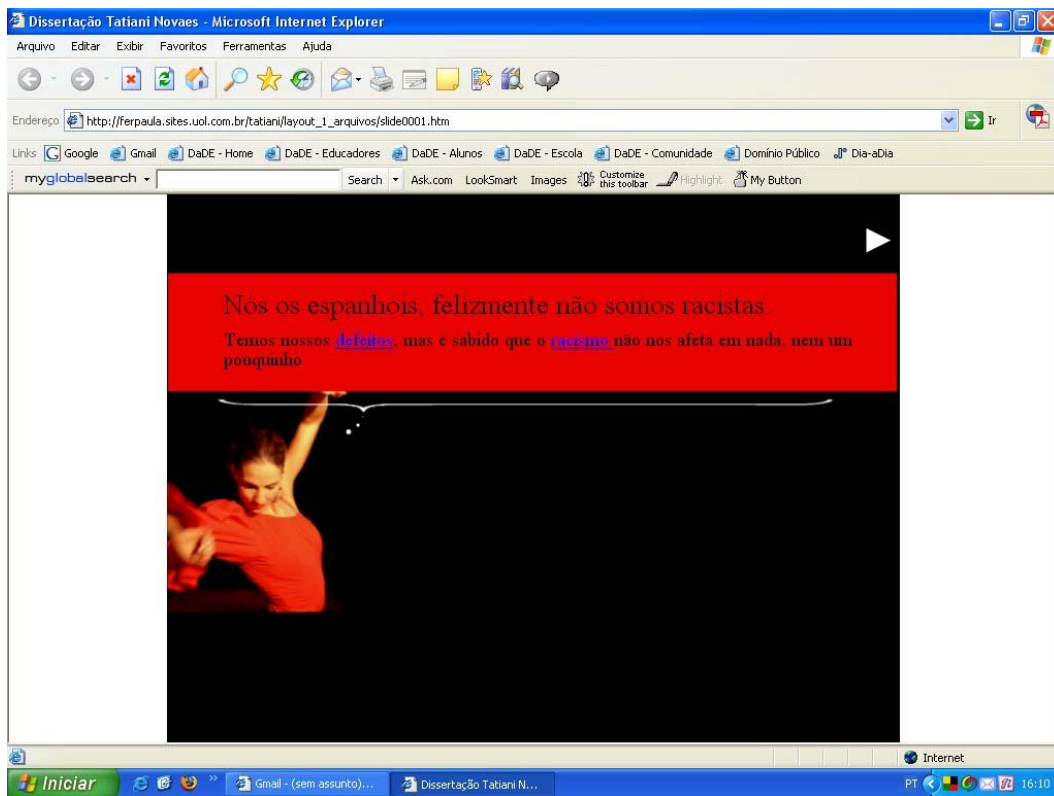 Dissertação Tatiani Novaes - Microsoft Internet Explorer
Arquivo Editar Exibir Favoritos Ferramentas Ajuda
Endereço http://ferpaula.sites.uol.com.br/tatiani/layout_1_arquivos/slide0001.htm Ir
Links Google Gmail DaDE - Home DaDE - Educadores DaDE - Alunos DaDE - Escola DaDE - Comunidade Domínio Público Dia-aDia
myglobalsearch Search Ask.com LookSmart Images Customize this toolbar Highlight My Button
Nós os espanhóis, felizmente não somos racistas.
Temos nossos defeitos, mas é sabido que o racismo não nos afeta em nada, nem um
pouquinho
Internet
Iniciar Gmail - (sem assunto)... Dissertação Tatiani N... PT 16:10